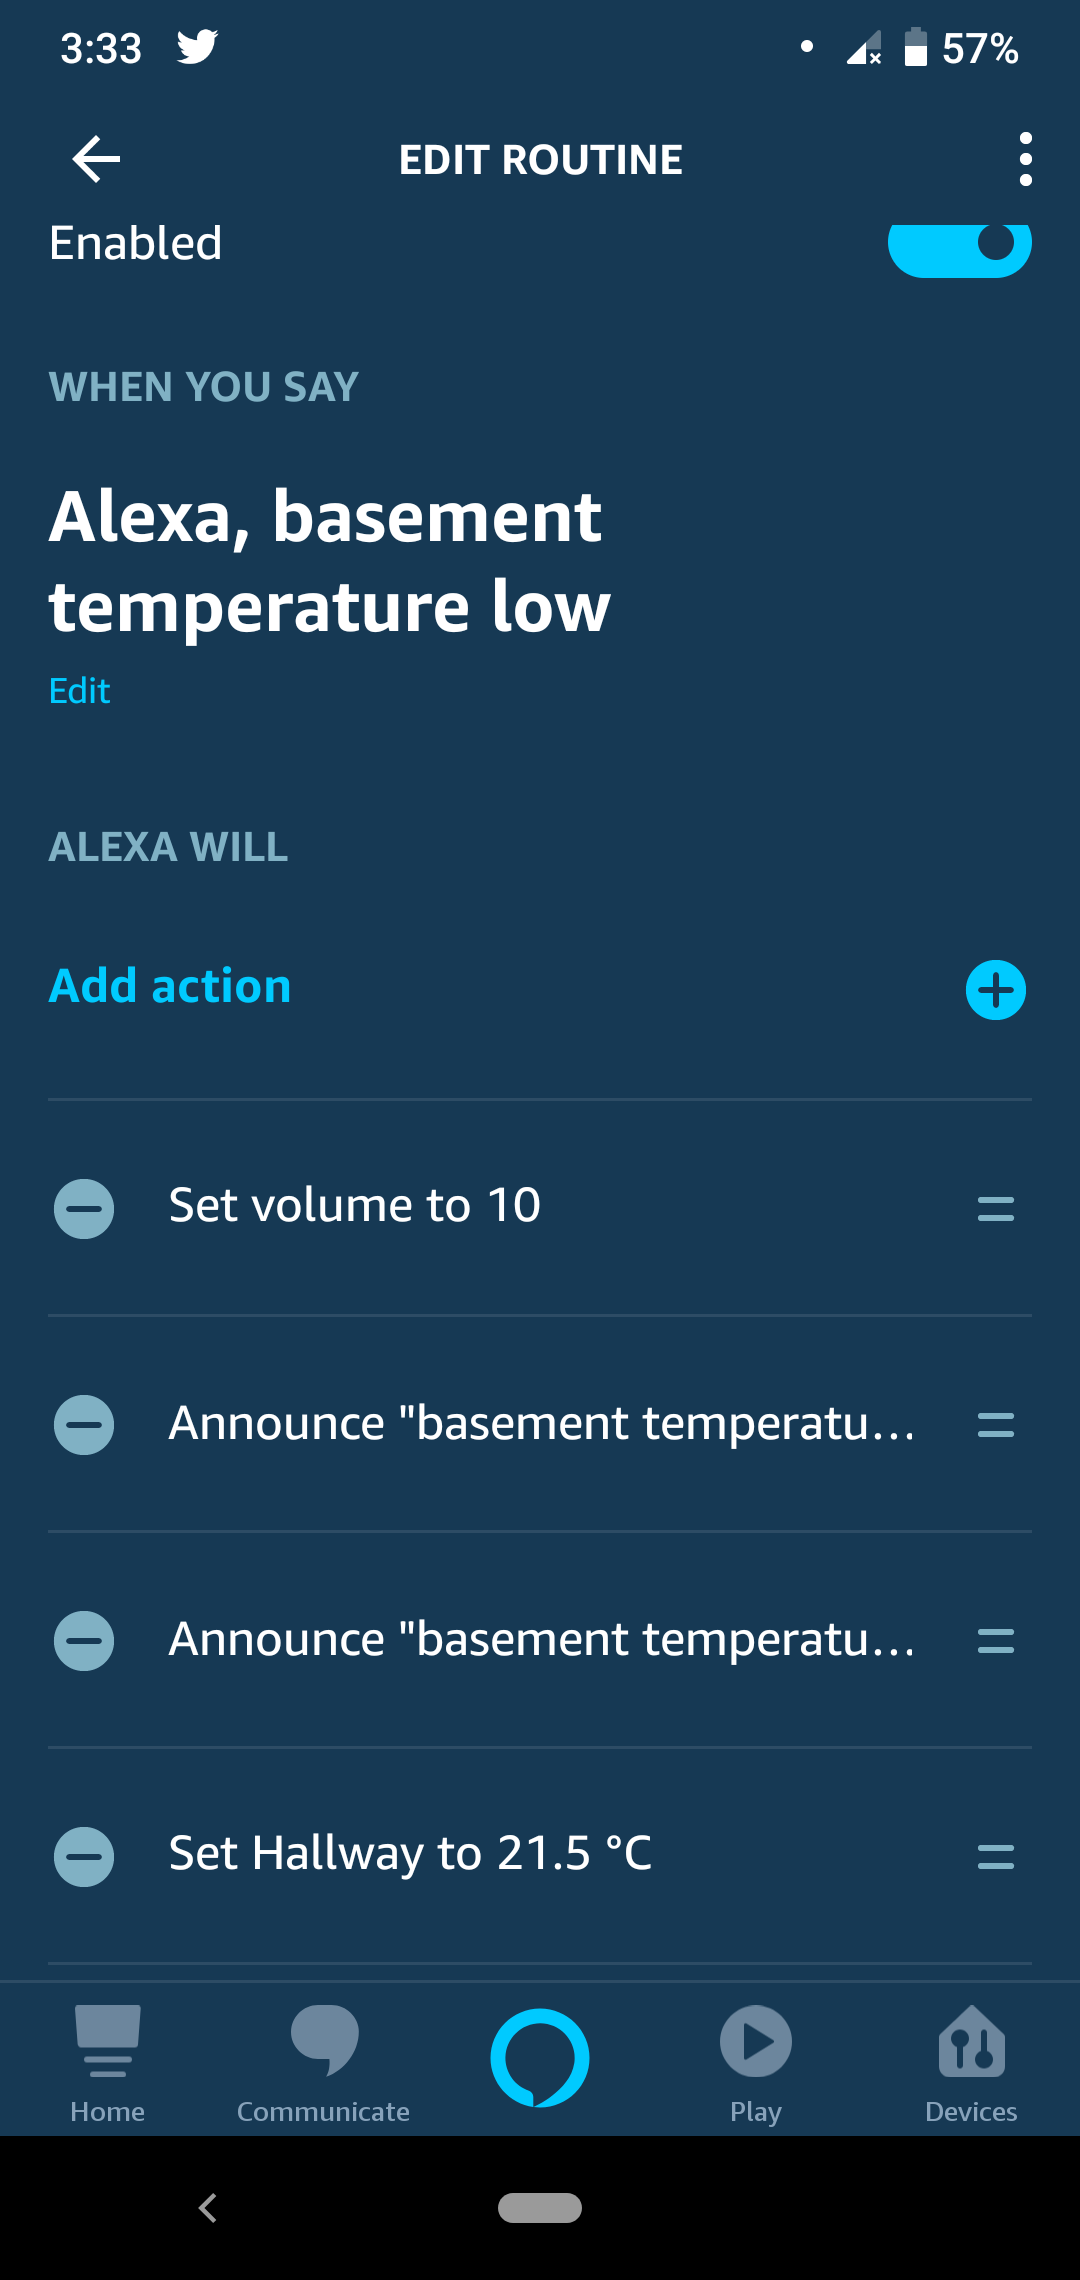 3:33
57%
EDIT ROUTINE
Enabled
WHEN YOU SAY
Alexa, basement
temperature low
Edit
ALEXA WILL
Add action
Set volume to 10
Announce "basement temperatu...
Announce "basement temperatu...
Set Hallway to 21.5 °C
Home
Communicate
Play
Devices